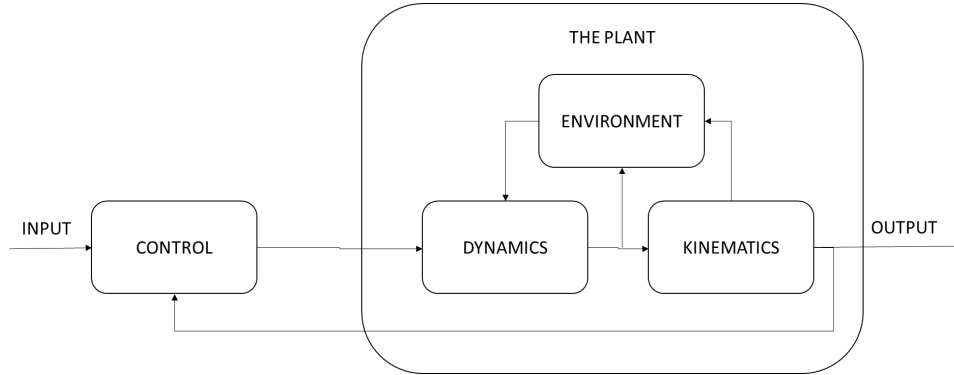 THE PLANT
ENVIRONMENT
INPUT
CONTROL
DYNAMICS
KINEMATICS
OUTPUT